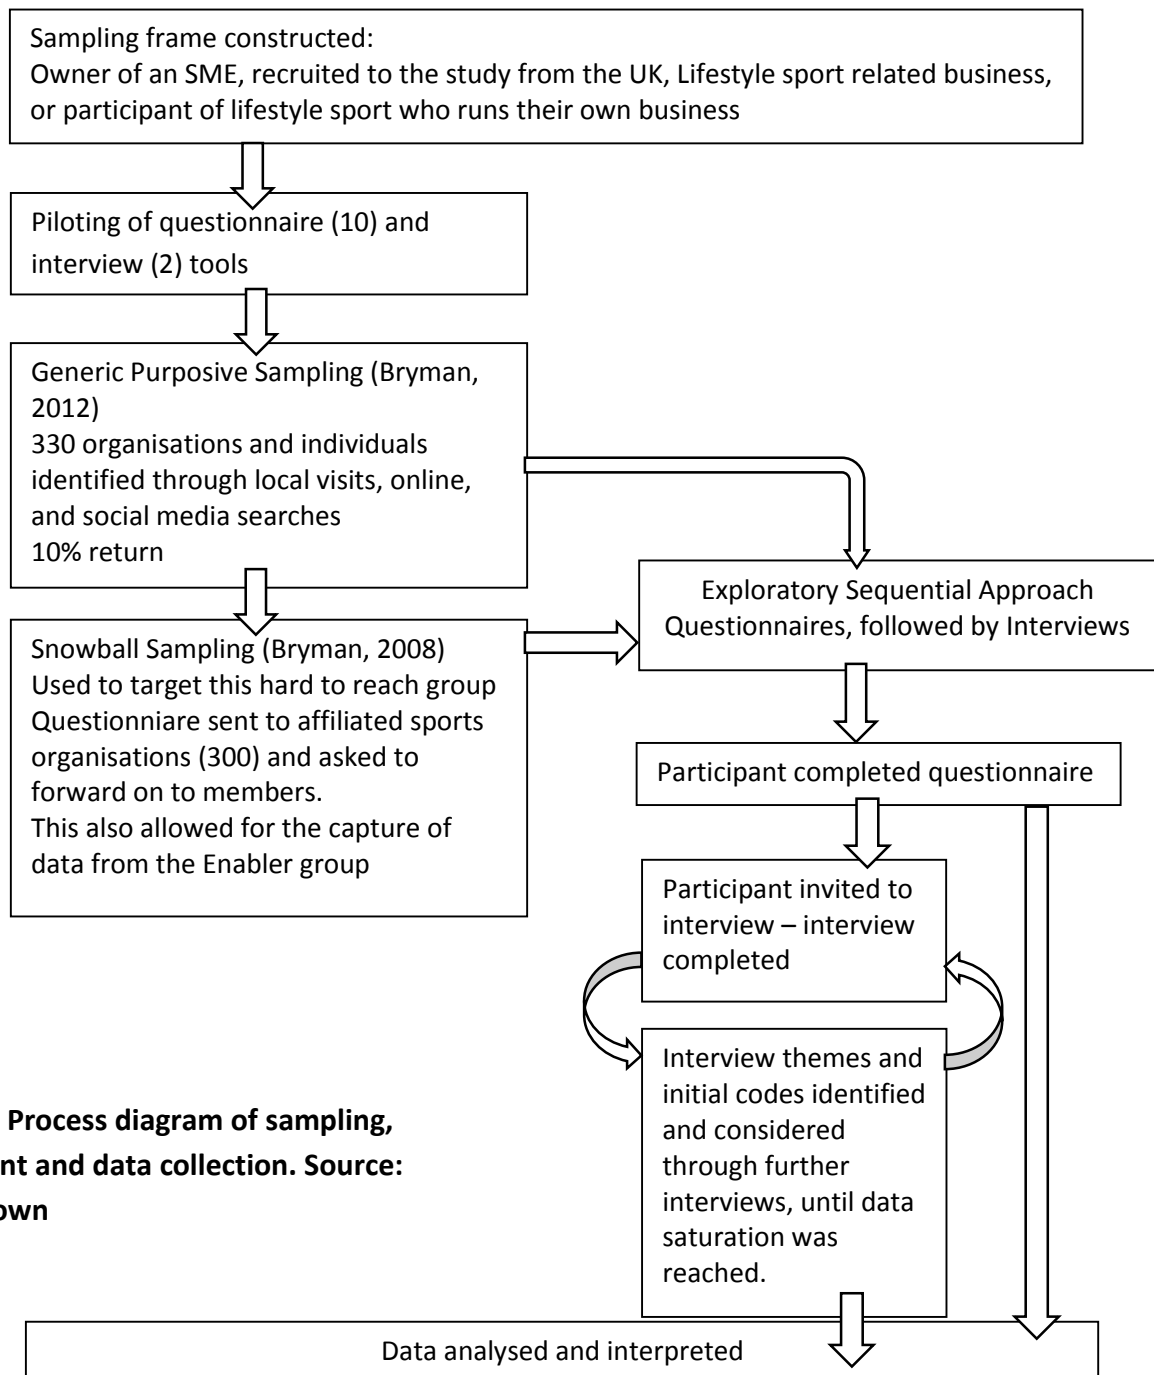 Sampling frame constructed:
Owner of an SME, recruited to the study from the UK, Lifestyle sport related business,
or participant of lifestyle sport who runs their own business
Piloting of questionnaire (10) and
interview (2) tools
Generic Purposive Sampling (Bryman,
2012)
330 organisations and individuals
identified through local visits, online,
and social media searches
10% return
Snowball Sampling (Bryman, 2008)
Used to target this hard to reach group
Questionniare sent to affiliated sports
organisations (300) and asked to
forward on to members.
This also allowed for the capture of
data from the Enabler group
Exploratory Sequential Approach
Questionnaires, followed by Interviews
Participant completed questionnaire
Participant invited to
interview – interview
completed
Interview themes and
initial codes identified
and considered
through further
interviews, until data
saturation was
reached.
Process diagram of sampling,
nt and data collection. Source:
own
Data analysed and interpreted